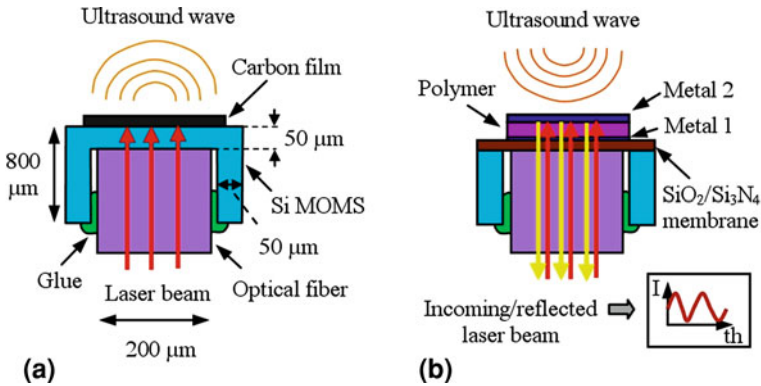 Ultrasound wave
Carbon film
50 μm
800
μm
Si MOMS
50 μm
Glue
Laser beam
Optical fiber
200 μm
(a)
Ultrasound wave
Polymer
Metal 2
Metal 1
SiO₂/Si₃N₄
membrane
Incoming/reflected
laser beam
I
th
(b)